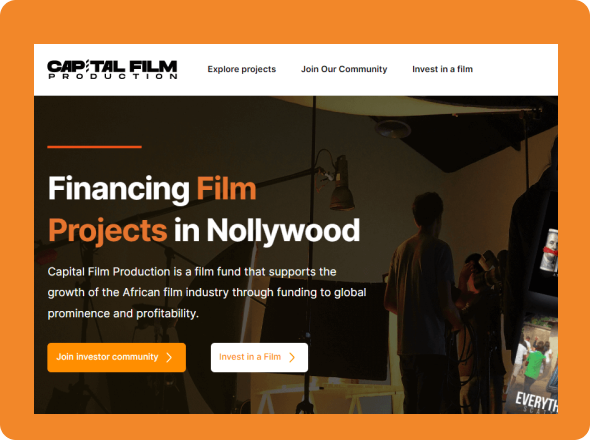 CAPITAL FILM
PRODUCTION
Explore projects
Join Our Community
Invest in a film
Financing Film
Projects in Nollywood
Capital Film Production is a film fund that supports the
growth of the African film industry through funding to global
prominence and profitability.
Join investor community
Invest in a Film